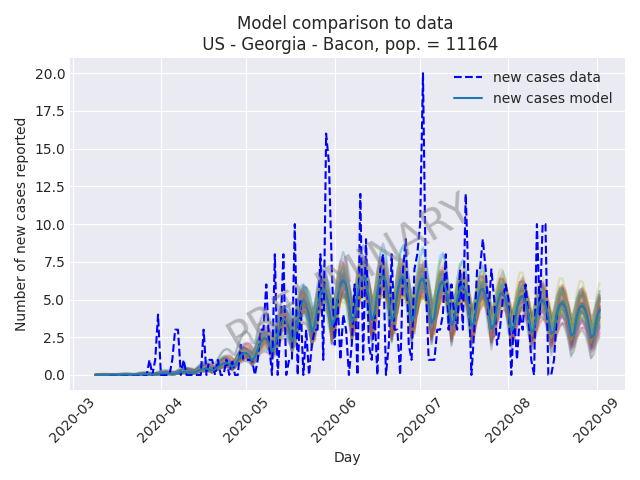 Model comparison to data
US - Georgia - Bacon, pop. = 11164
20.0
17.5
15.0
12.5
10.0
7.5
5.0
2.5
0.0
Number of new cases reported
new cases data
new cases model
PRELIMINARY
2020-03
2020-04
2020-05
2020-06
2020-07
2020-08
2020-09
Day